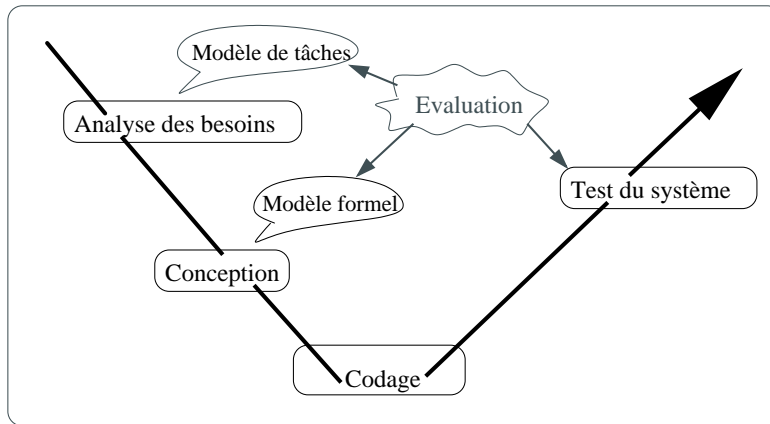 Modèle de tâches
Evaluation
Analyse des besoins
Test du système
Modèle formel
Conception
Codage